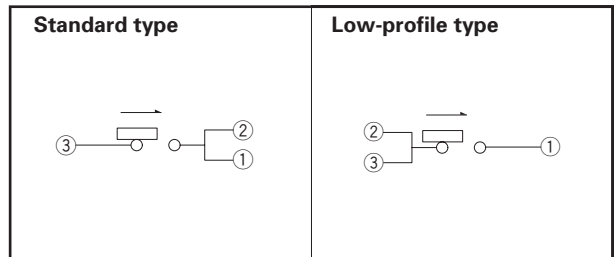 Standard type
Low-profile type
③ ② ①
② ③ ①